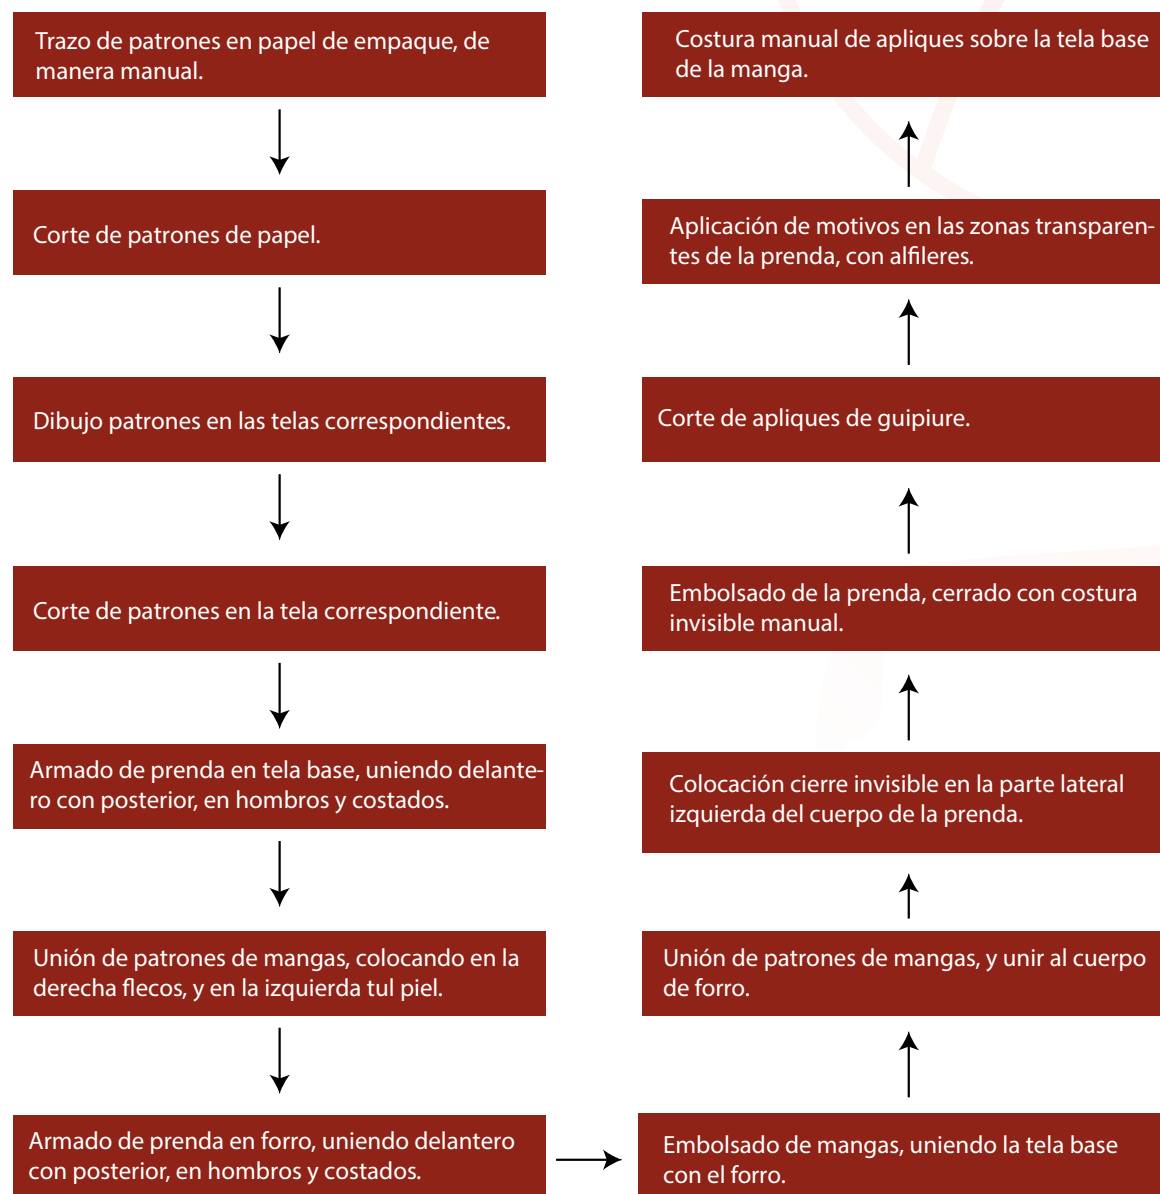 Trazo de patrones en papel de empaque, de
manera manual.
Corte de patrones de papel.
Dibujo patrones en las telas correspondientes.
Corte de patrones en la tela correspondiente.
Armado de prenda en tela base, uniendo delante-
ro con posterior, en hombros y costados.
Unión de patrones de mangas, colocando en la
derecha flecos, y en la izquierda tul piel.
Armado de prenda en forro, uniendo delantero
con posterior, en hombros y costados.
Embolsado de mangas, uniendo la tela base
con el forro.
Unión de patrones de mangas, y unir al cuerpo
de forro.
Colocación cierre invisible en la parte lateral
izquierda del cuerpo de la prenda.
Embolsado de la prenda, cerrado con costura
invisible manual.
Corte de apliques de guipiure.
Aplicación de motivos en las zonas transparen-
tes de la prenda, con alfileres.
Costura manual de apliques sobre la tela base
de la manga.